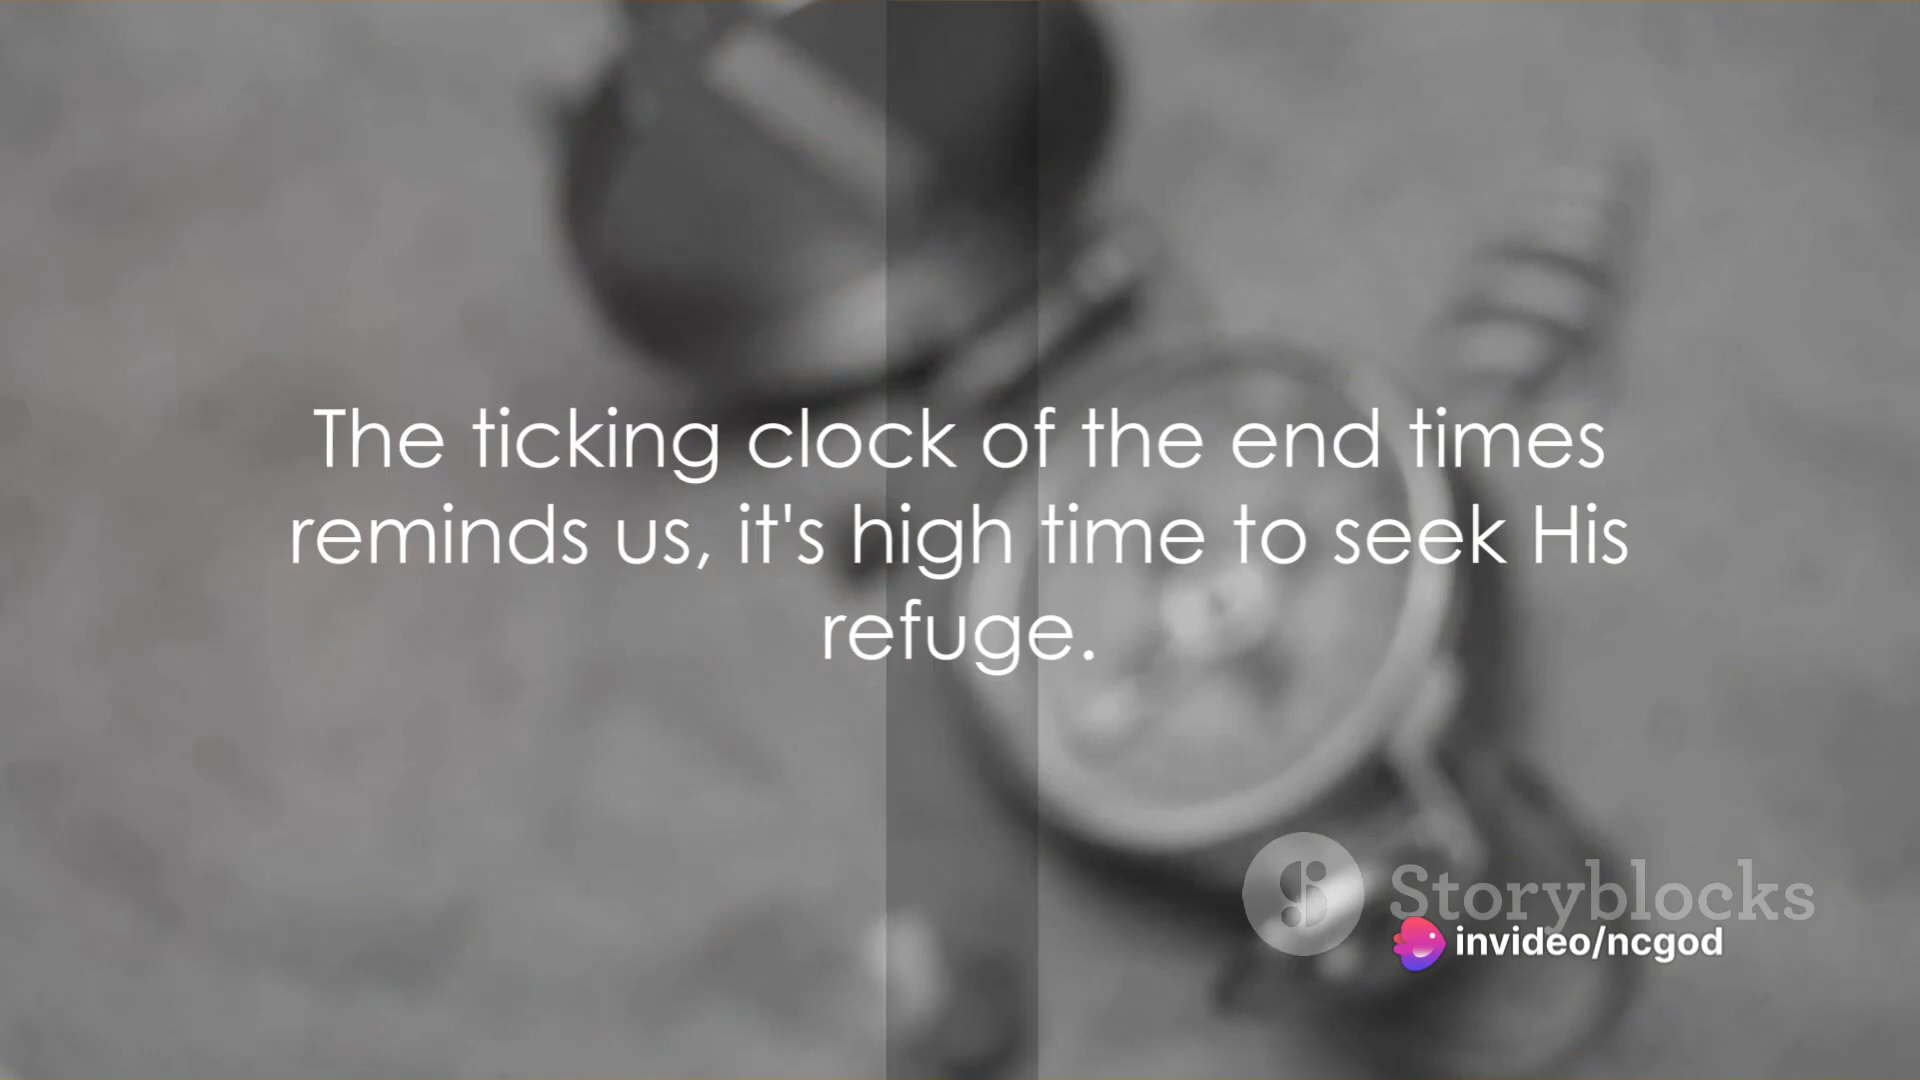 The ticking clock of the end times
reminds us, it's high time to seek His
refuge.
Storyblocks
invideo/ncgod